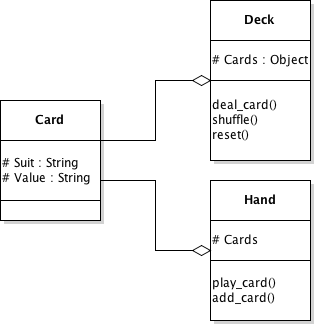 Deck
# Cards : Object
deal_card()
shuffle()
reset()
Card
# Suit : String
# Value : String
Hand
# Cards
play_card()
add_card()